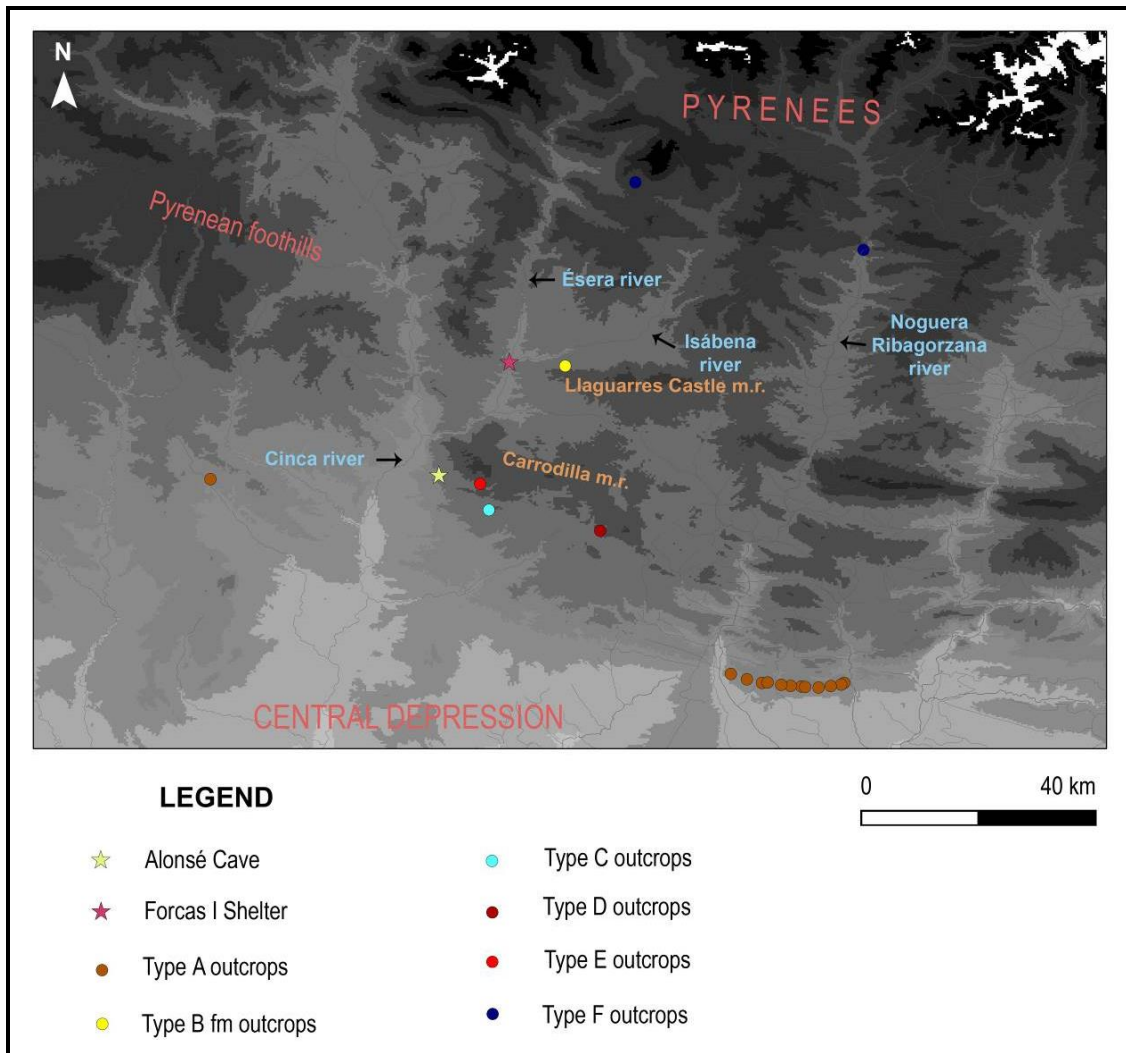 N
PYRENEES
Pyrenean foothills
Ésera river
Isábena
river
Noguera
Ribagorzana
river
Llaguarres Castle m.r.
Cinca river
Carrodilla m.r.
CENTRAL DEPRESSION
LEGEND
0 40 km
Alonsé Cave
Forcas I Shelter
Type A outcrops
Type B fm outcrops
Type C outcrops
Type D outcrops
Type E outcrops
Type F outcrops